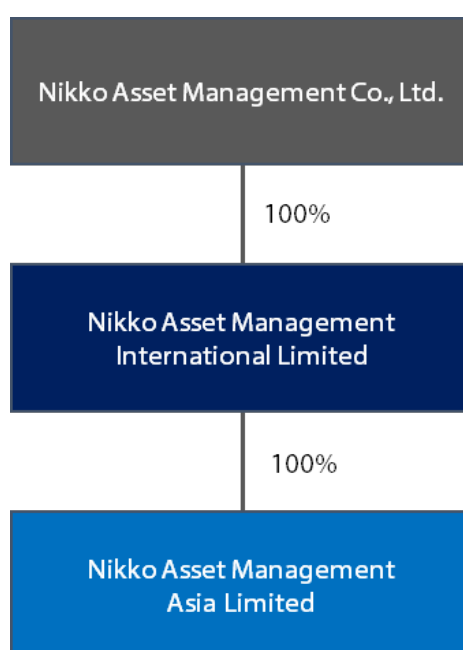 Nikko Asset Management Co., Ltd.
100%
Nikko Asset Management
International Limited
100%
Nikko Asset Management
Asia Limited